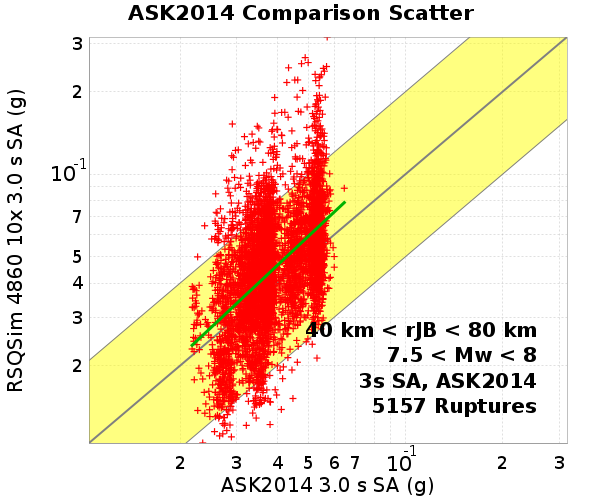 ASK2014 Comparison Scatter
RSQSim 4860 10x 3.0 s SA (g)
3
2
10-1
7
5
4
3
2
40 km < rJB < 80 km
7.5 < Mw < 8
3s SA, ASK2014
5157 Ruptures
2 3 4 5 6 7 10-1 2 3
ASK2014 3.0 s SA (g)